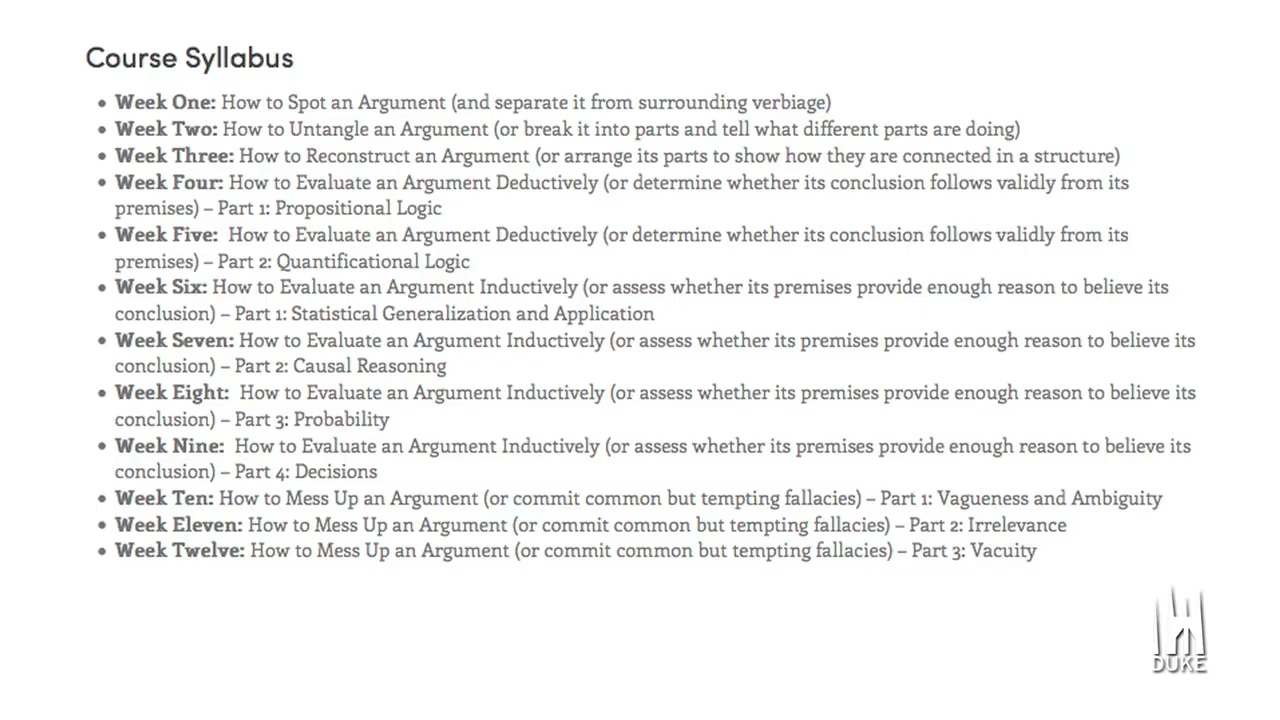 Course Syllabus
• Week One: How to Spot an Argument (and separate it from surrounding verbiage)
• Week Two: How to Untangle an Argument (or break it into parts and tell what different parts are doing)
• Week Three: How to Reconstruct an Argument (or arrange its parts to show how they are connected in a structure)
• Week Four: How to Evaluate an Argument Deductively (or determine whether its conclusion follows validly from its
premises) – Part 1: Propositional Logic
• Week Five: How to Evaluate an Argument Deductively (or determine whether its conclusion follows validly from its
premises) – Part 2: Quantificational Logic
• Week Six: How to Evaluate an Argument Inductively (or assess whether its premises provide enough reason to believe its
conclusion) – Part 1: Statistical Generalization and Application
• Week Seven: How to Evaluate an Argument Inductively (or assess whether its premises provide enough reason to believe its
conclusion) – Part 2: Causal Reasoning
• Week Eight: How to Evaluate an Argument Inductively (or assess whether its premises provide enough reason to believe its
conclusion) – Part 3: Probability
• Week Nine: How to Evaluate an Argument Inductively (or assess whether its premises provide enough reason to believe its
conclusion) – Part 4: Decisions
• Week Ten: How to Mess Up an Argument (or commit common but tempting fallacies) – Part 1: Vagueness and Ambiguity
• Week Eleven: How to Mess Up an Argument (or commit common but tempting fallacies) – Part 2: Irrelevance
• Week Twelve: How to Mess Up an Argument (or commit common but tempting fallacies) – Part 3: Vacuity
DUKE